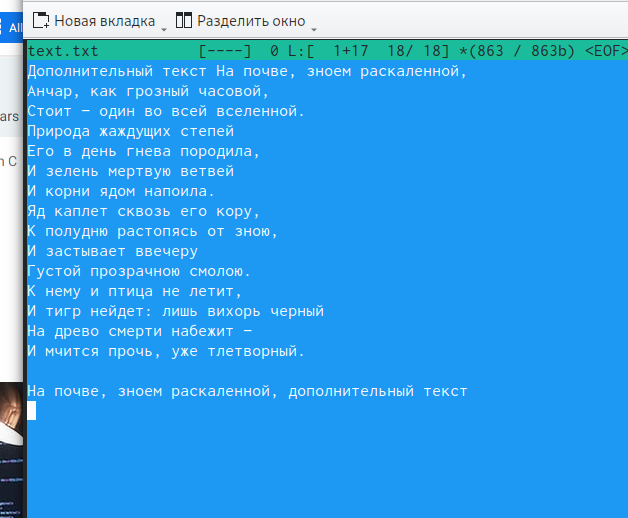 Новая вкладка Разделить окно
All
text.txt [----] 0 L:[ 1+17 18/ 18] *(863 / 863b) <EOF>
Дополнительный текст На почве, зноем раскаленной,
Анчар, как грозный часовой,
ars
Стоит — один во всей вселенной.
Природа жаждущих степей
Его в день гнева породила,
n C
И зелень мертвую ветвей
И корни ядом напоила.
Яд каплет сквозь его кору,
К полудню растопясь от зною,
И застывает ввечеру
Густой прозрачною смолою.
К нему и птица не летит,
И тигр нейдет: лишь вихорь черный
На древо смерти набежит —
И мчится прочь, уже тлетворный.
На почве, зноем раскаленной, дополнительный текст